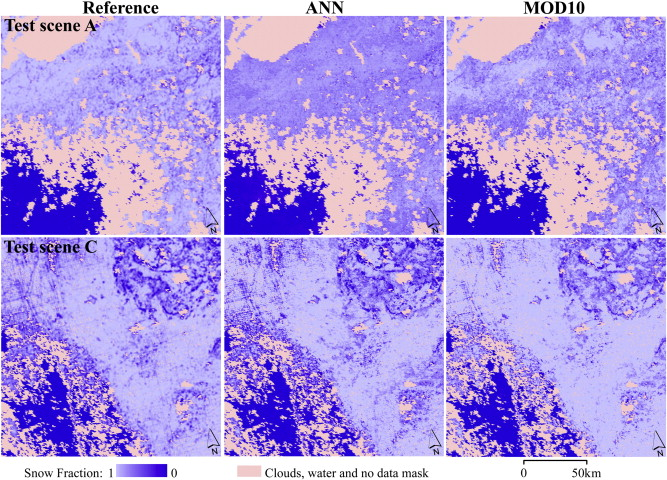 Reference ANN MOD10
Test scene A
N N N
Test scene C
N N N
Snow Fraction: 1 0 Clouds, water and no data mask 0 50km